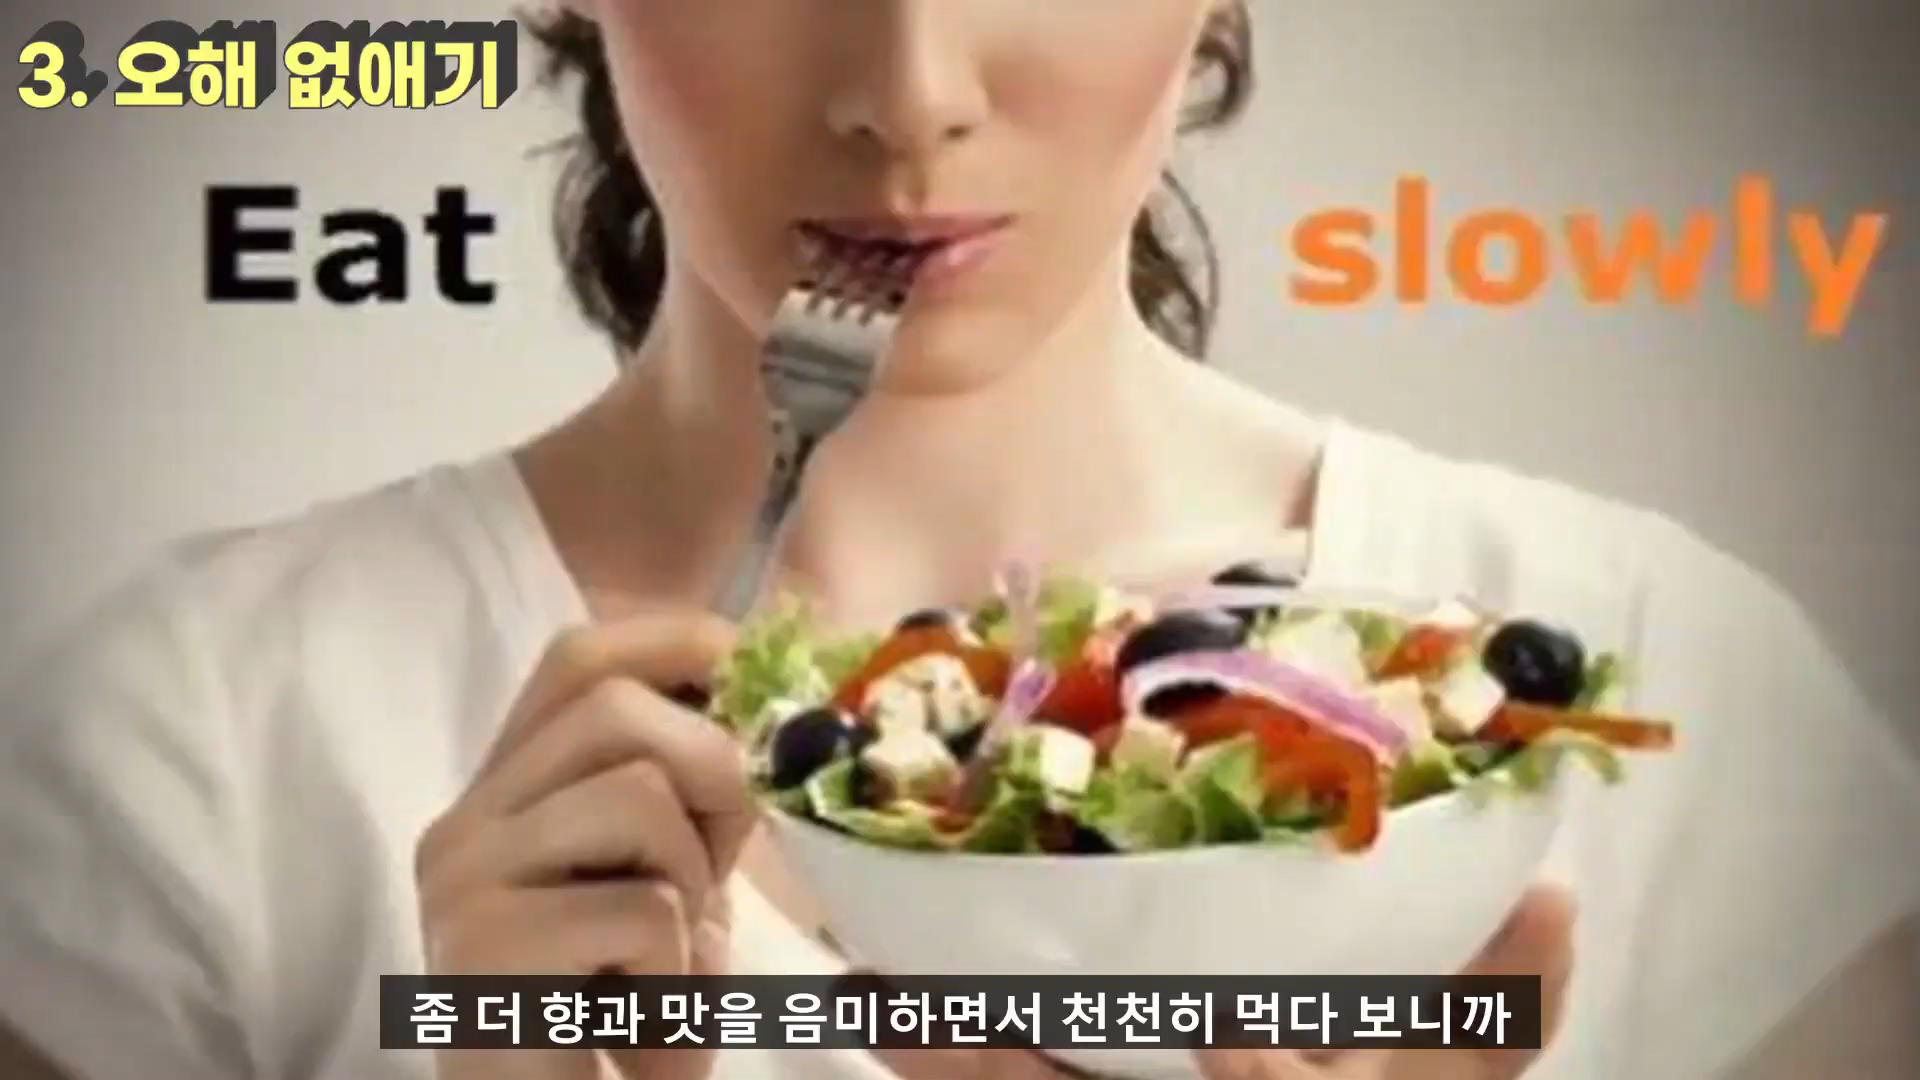 3. 오해 없애기
Eat slowly
좀 더 향과 맛을 음미하면서 천천히 먹다 보니까